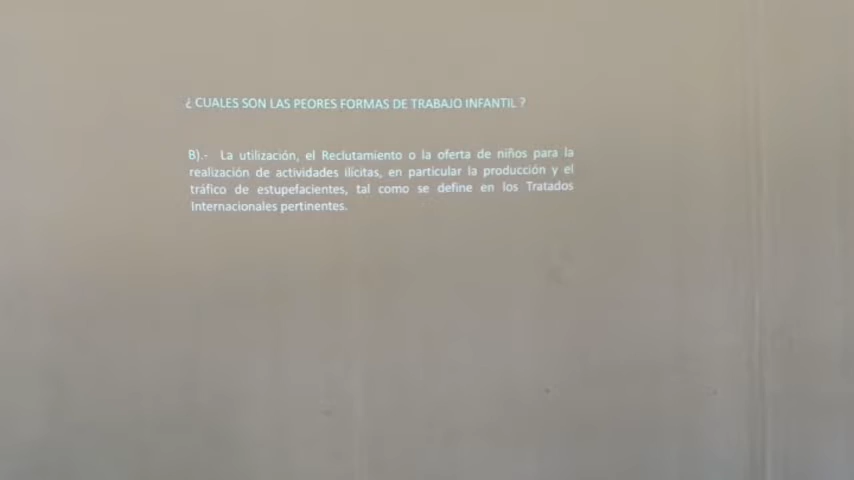 ¿ CUALES SON LAS PEORES FORMAS DE TRABAJO INFANTIL ?
B).- La utilización, el Reclutamiento o la oferta de niños para la
realización de actividades ilícitas, en particular la producción y el
tráfico de estupefacientes, tal como se define en los Tratados
Internacionales pertinentes.